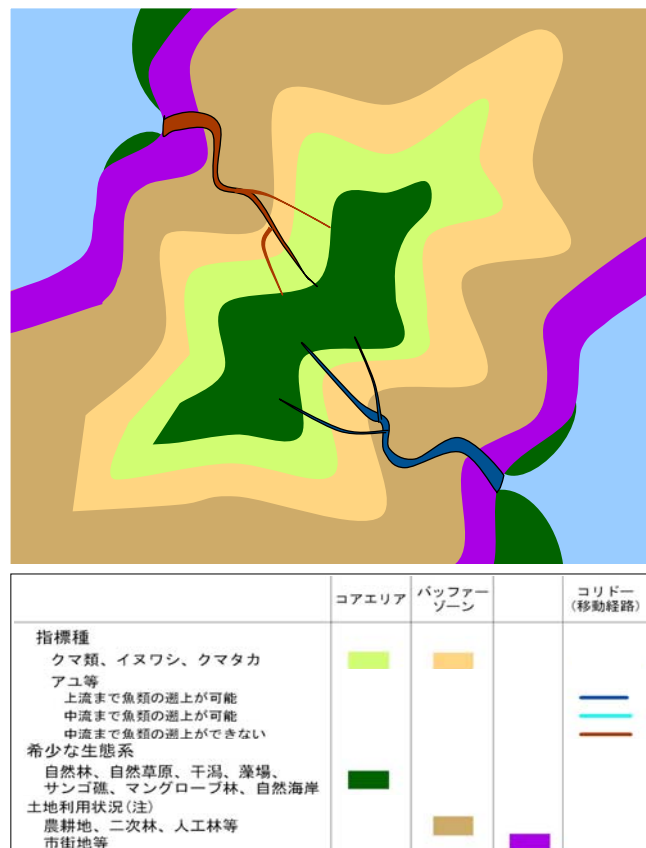 コアエリア
バッファー
ゾーン
コリドー
(移動経路)
指標種
クマ類、イヌワシ、クマタカ
アユ等
上流まで魚類の遡上が可能
中流まで魚類の遡上が可能
中流まで魚類の遡上ができない
希少な生態系
自然林、自然草原、干潟、藻場、
サンゴ礁、マングローブ林、自然海岸
土地利用状況(注)
農耕地、二次林、人工林等
市街地等